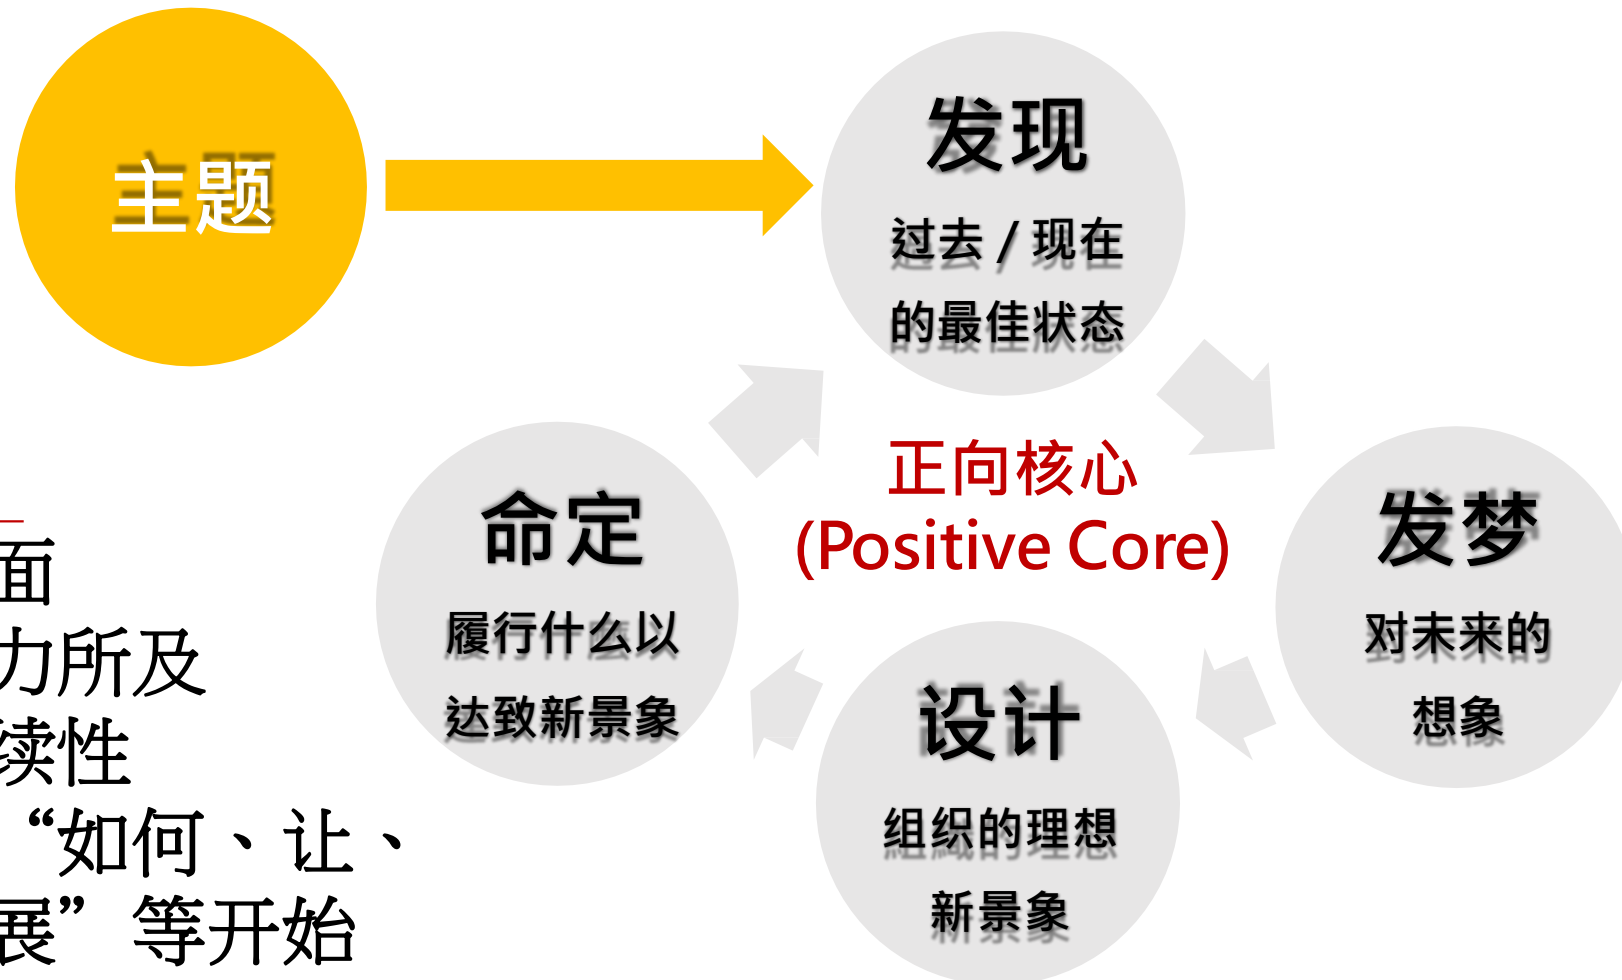 主题
发现
过去 / 现在
的最佳状态
正向核心
(Positive Core)
发梦
对未来的
想象
设计
组织的理想
新景象
命定
履行什么以
达致新景象
面
力所及
续性
“如何、让、
展”等开始